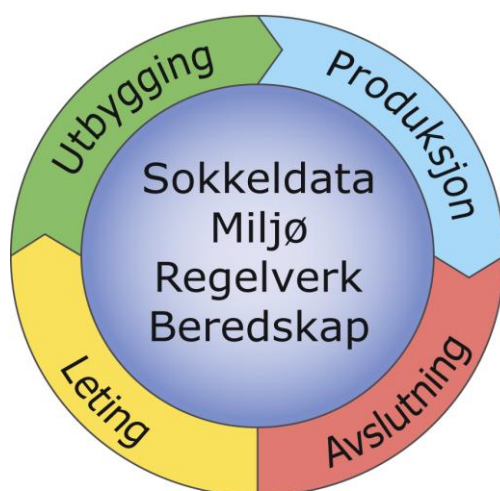 Utbygging
Produksjon
Sokkeldata
Miljø
Regelverk
Beredskap
Leting
Avslutning